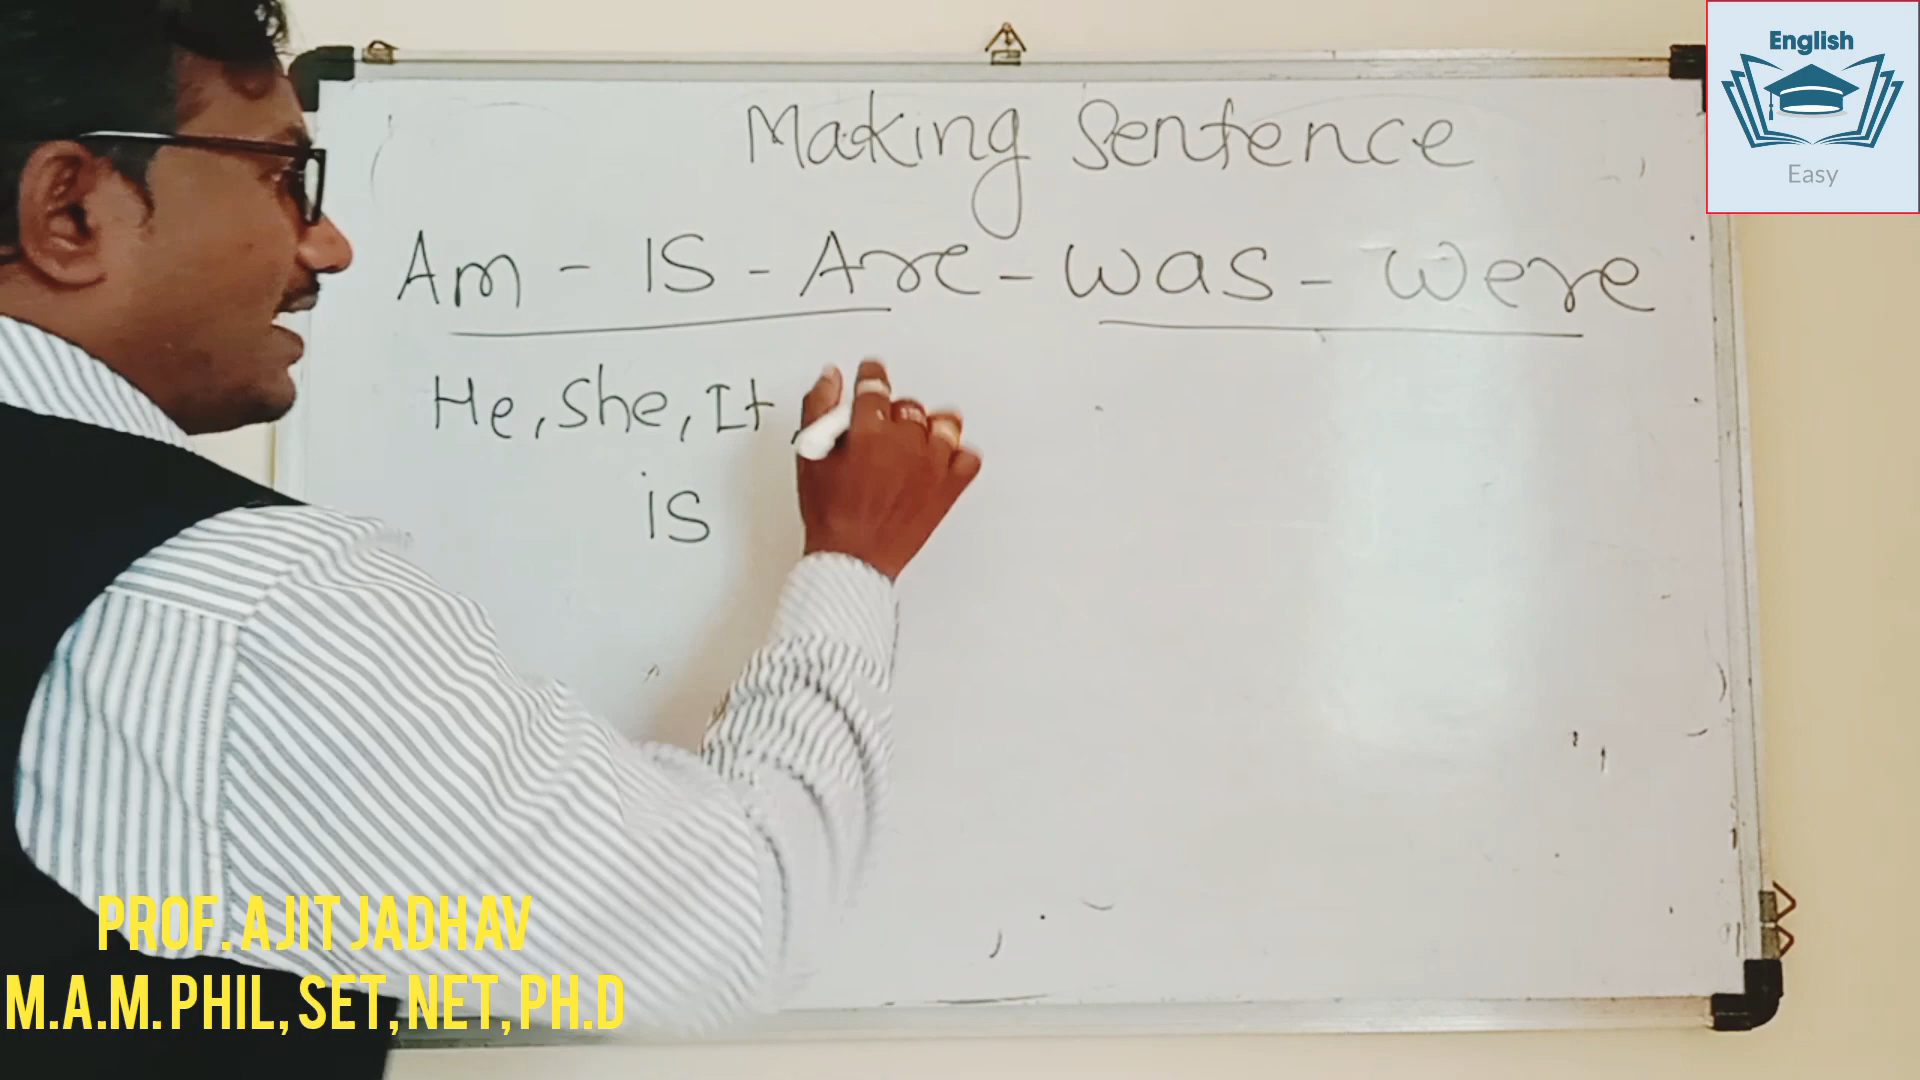 English
Easy
Making Sentence
Am - IS - Are - was - were
He, She, It,
is
PROF. AJIT JADHAV
M.A.M. PHIL, SET, NET, PH.D